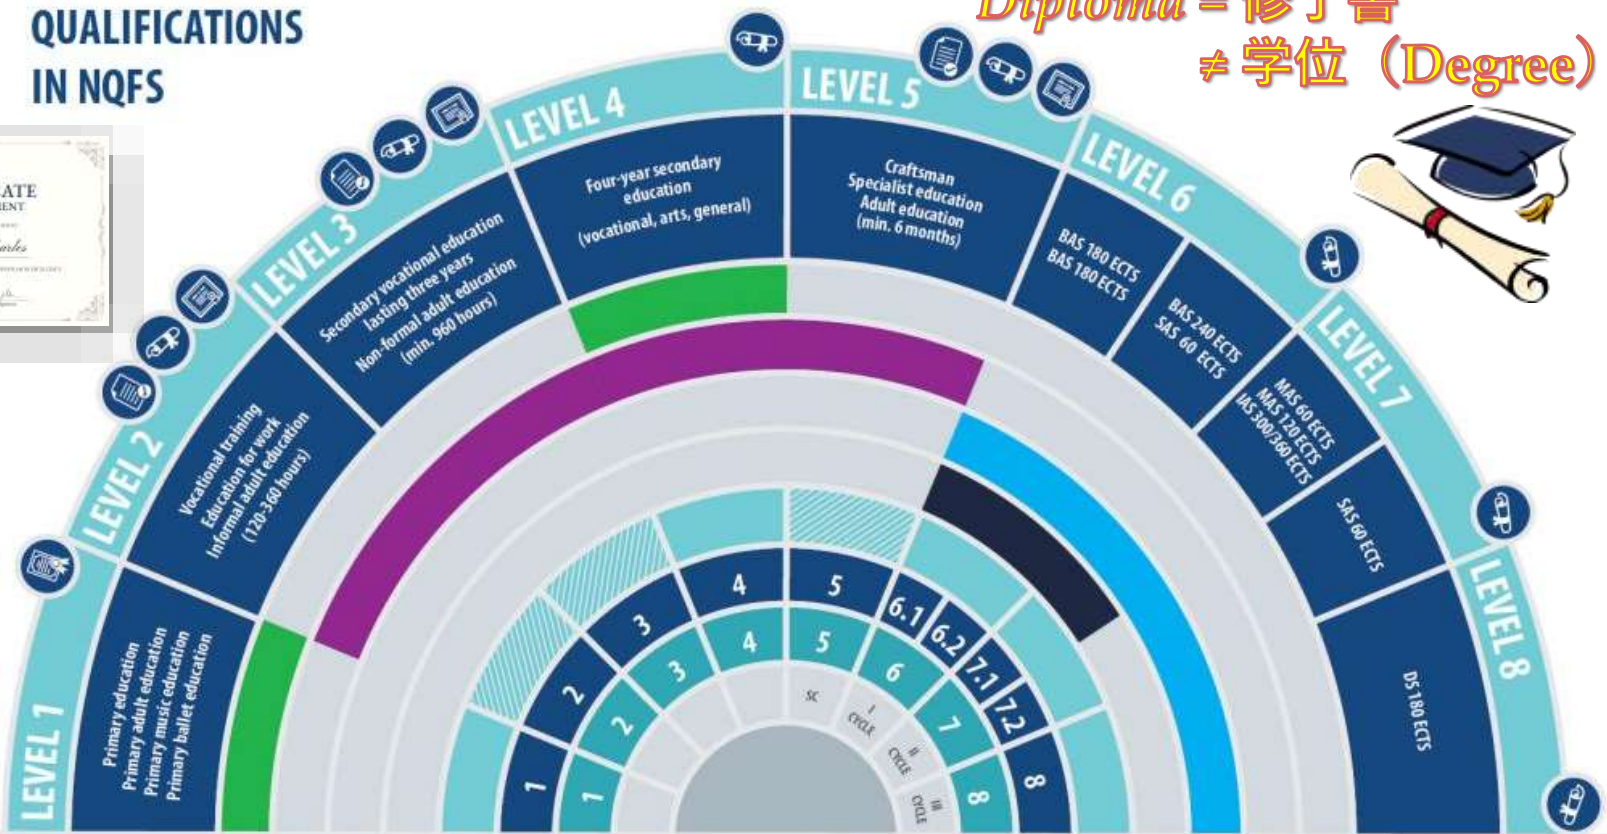 QUALIFICATIONS
IN NQFS
Diploma = 修了書
≠ 学位（Degree）
LEVEL 1
Primary education
Primary adult education
Primary music education
Primary ballet education
LEVEL 2
Vocational training
Education for work
Informal adult education
(120-360 hours)
LEVEL 3
Secondary vocational education
lasting three years
Non-formal adult education
(min. 960 hours)
LEVEL 4
Four-year secondary
education
(vocational, arts, general)
LEVEL 5
Craftsman
Specialist education
Adult education
(min. 6 months)
LEVEL 6
BAS 180 ECTS
BAS 180 ECTS
BAS 240 ECTS
SAS 60 ECTS
LEVEL 7
MAS 60 ECTS
MAS 120 ECTS
IAS 300/360 ECTS
SAS 60 ECTS
LEVEL 8
DS 180 ECTS
1
2
3
4
5
6.1
6.2
7.1
7.2
8
1
2
3
4
5
6
7
8
SC
I
CYCLE
II
CYCLE
III
CYCLE